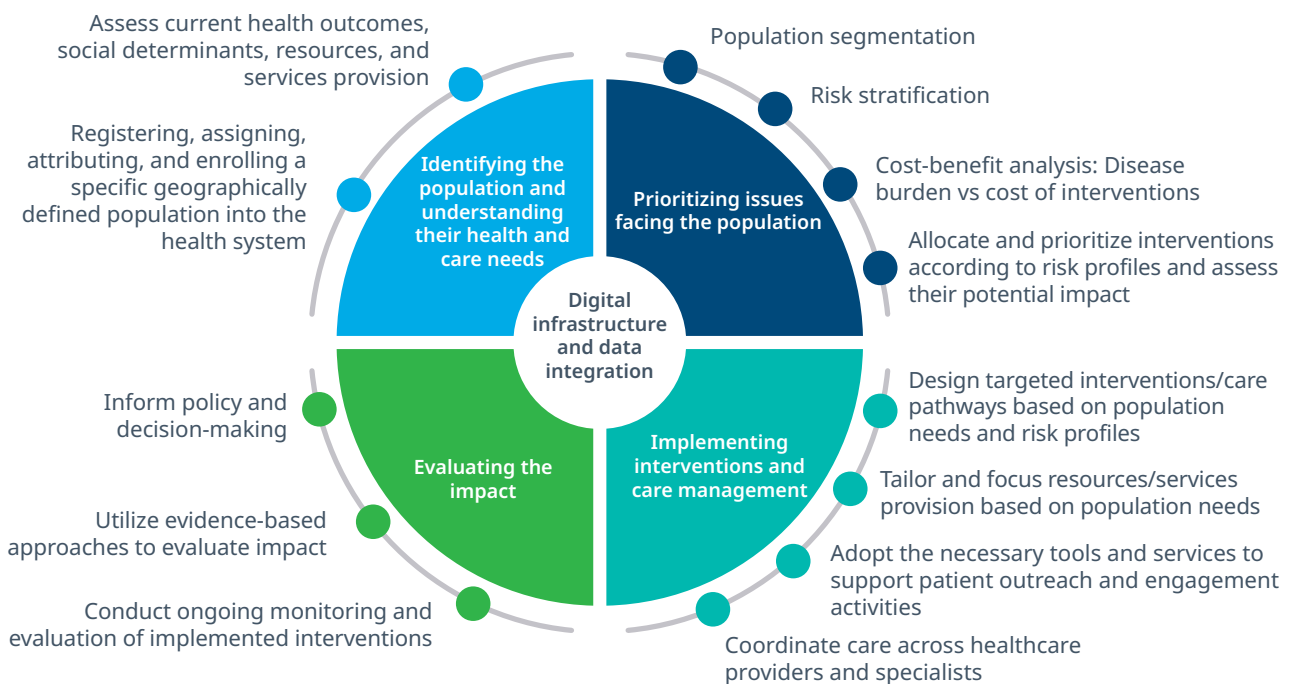 Assess current health outcomes,
social determinants, resources, and
services provision
Registering, assigning,
attributing, and enrolling a
specific geographically
defined population into the
health system
Identifying the
population and
understanding
their health and
care needs
Population segmentation
Risk stratification
Cost-benefit analysis: Disease
burden vs cost of interventions
Allocate and prioritize interventions
according to risk profiles and assess
their potential impact
Prioritizing issues
facing the population
Digital
infrastructure
and data
integration
Design targeted interventions/care
pathways based on population
needs and risk profiles
Tailor and focus resources/services
provision based on population needs
Adopt the necessary tools and services to
support patient outreach and engagement
activities
Coordinate care across healthcare
providers and specialists
Implementing
interventions and
care management
Inform policy and
decision-making
Utilize evidence-based
approaches to evaluate impact
Conduct ongoing monitoring and
evaluation of implemented interventions
Evaluating the
impact